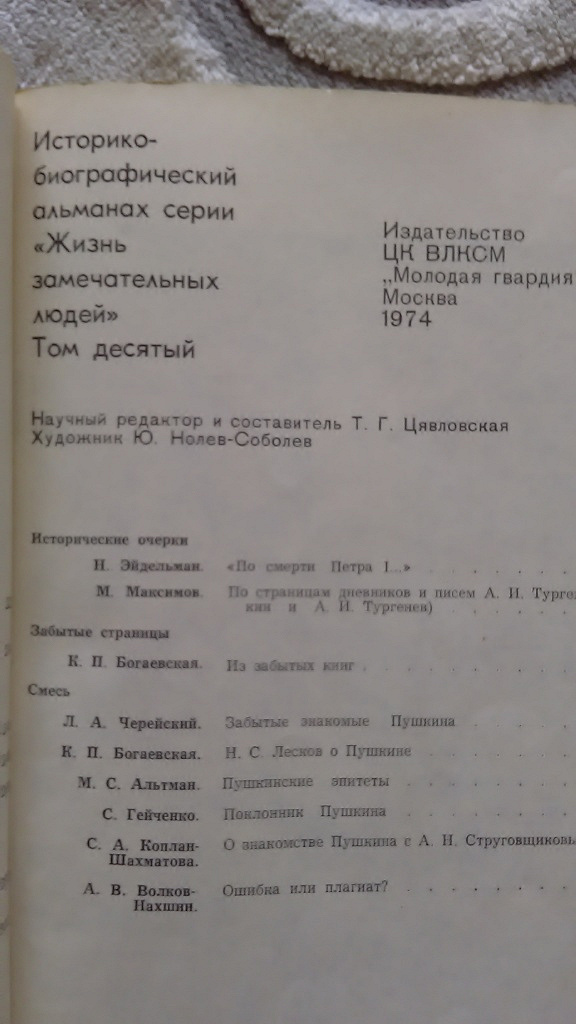 Историко-
биографический
альманах серии
«Жизнь
замечательных
людей»
Том десятый
Издательство
ЦК ВЛКСМ
„Молодая гвардия
Москва
1974
Научный редактор и составитель Т. Г. Цявловская
Художник Ю. Нолев-Соболев
Исторические очерки
Н. Эйдельман. «По смерти Петра I...» . . . . . . . .
М. Максимов. По страницам дневников и писем А. И. Турге
кин и А. И. Тургенев) . . . . . .
Забытые страницы
К. П. Богаевская. Из забытых книг . . . . . . . . .
Смесь
Л. А. Черейский. Забытые знакомые Пушкина . . . . .
К. П. Богаевская. Н. С. Лесков о Пушкине . . . . . .
М. С. Альтман. Пушкинские эпитеты . . . . . . . .
С. Гейченко. Поклонник Пушкина . . . . . . . .
С. А. Коплан- О знакомстве Пушкина с А. Н. Струговщиковы
Шахматова.
А. В. Волков- Ошибка или плагиат? . . . . . . . .
Нахшин.